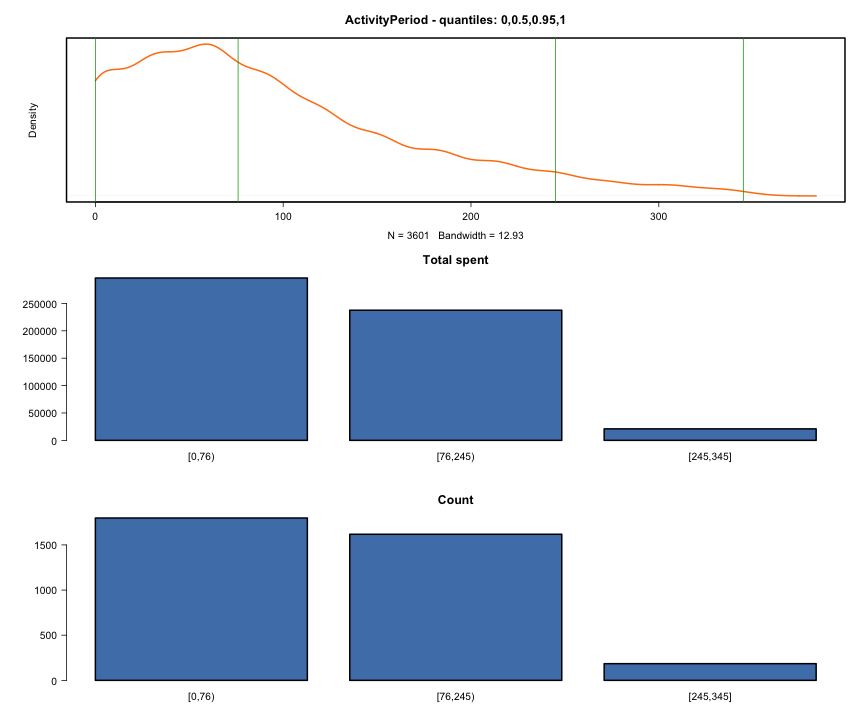 ActivityPeriod - quantiles: 0,0.5,0.95,1
Density
0 100 200 300
N = 3601 Bandwidth = 12.93
Total spent
250000
200000
150000
100000
50000
0
[0,76) [76,245) [245,345]
Count
1500
1000
500
0
[0,76) [76,245) [245,345]